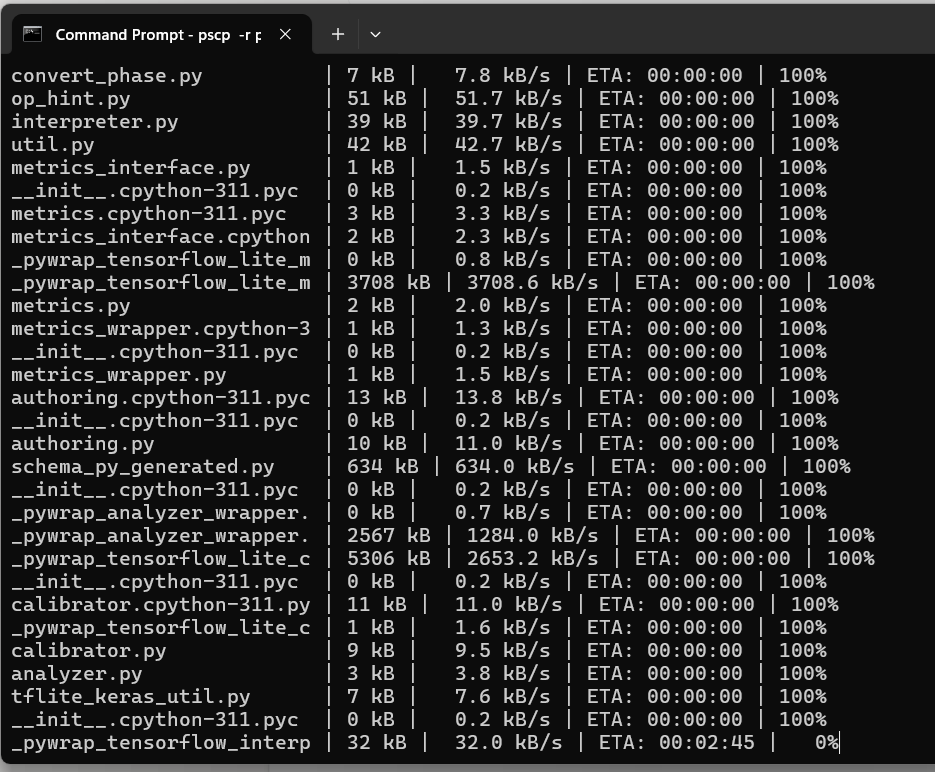 Command Prompt - pscp -r p
convert_phase.py | 7 kB | 7.8 kB/s | ETA: 00:00:00 | 100%
op_hint.py | 51 kB | 51.7 kB/s | ETA: 00:00:00 | 100%
interpreter.py | 39 kB | 39.7 kB/s | ETA: 00:00:00 | 100%
util.py | 42 kB | 42.7 kB/s | ETA: 00:00:00 | 100%
metrics_interface.py | 1 kB | 1.5 kB/s | ETA: 00:00:00 | 100%
__init__.cpython-311.pyc | 0 kB | 0.2 kB/s | ETA: 00:00:00 | 100%
metrics.cpython-311.pyc | 3 kB | 3.3 kB/s | ETA: 00:00:00 | 100%
metrics_interface.cpython | 2 kB | 2.3 kB/s | ETA: 00:00:00 | 100%
_pywrap_tensorflow_lite_m | 0 kB | 0.8 kB/s | ETA: 00:00:00 | 100%
_pywrap_tensorflow_lite_m | 3708 kB | 3708.6 kB/s | ETA: 00:00:00 | 100%
metrics.py | 2 kB | 2.0 kB/s | ETA: 00:00:00 | 100%
metrics_wrapper.cpython-3 | 1 kB | 1.3 kB/s | ETA: 00:00:00 | 100%
__init__.cpython-311.pyc | 0 kB | 0.2 kB/s | ETA: 00:00:00 | 100%
metrics_wrapper.py | 1 kB | 1.5 kB/s | ETA: 00:00:00 | 100%
authoring.cpython-311.pyc | 13 kB | 13.8 kB/s | ETA: 00:00:00 | 100%
__init__.cpython-311.pyc | 0 kB | 0.2 kB/s | ETA: 00:00:00 | 100%
authoring.py | 10 kB | 11.0 kB/s | ETA: 00:00:00 | 100%
schema_py_generated.py | 634 kB | 634.0 kB/s | ETA: 00:00:00 | 100%
__init__.cpython-311.pyc | 0 kB | 0.2 kB/s | ETA: 00:00:00 | 100%
_pywrap_analyzer_wrapper. | 0 kB | 0.7 kB/s | ETA: 00:00:00 | 100%
_pywrap_analyzer_wrapper. | 2567 kB | 1284.0 kB/s | ETA: 00:00:00 | 100%
_pywrap_tensorflow_lite_c | 5306 kB | 2653.2 kB/s | ETA: 00:00:00 | 100%
__init__.cpython-311.pyc | 0 kB | 0.2 kB/s | ETA: 00:00:00 | 100%
calibrator.cpython-311.py | 11 kB | 11.0 kB/s | ETA: 00:00:00 | 100%
_pywrap_tensorflow_lite_c | 1 kB | 1.6 kB/s | ETA: 00:00:00 | 100%
calibrator.py | 9 kB | 9.5 kB/s | ETA: 00:00:00 | 100%
analyzer.py | 3 kB | 3.8 kB/s | ETA: 00:00:00 | 100%
tflite_keras_util.py | 7 kB | 7.6 kB/s | ETA: 00:00:00 | 100%
__init__.cpython-311.pyc | 0 kB | 0.2 kB/s | ETA: 00:00:00 | 100%
_pywrap_tensorflow_interp | 32 kB | 32.0 kB/s | ETA: 00:02:45 | 0%